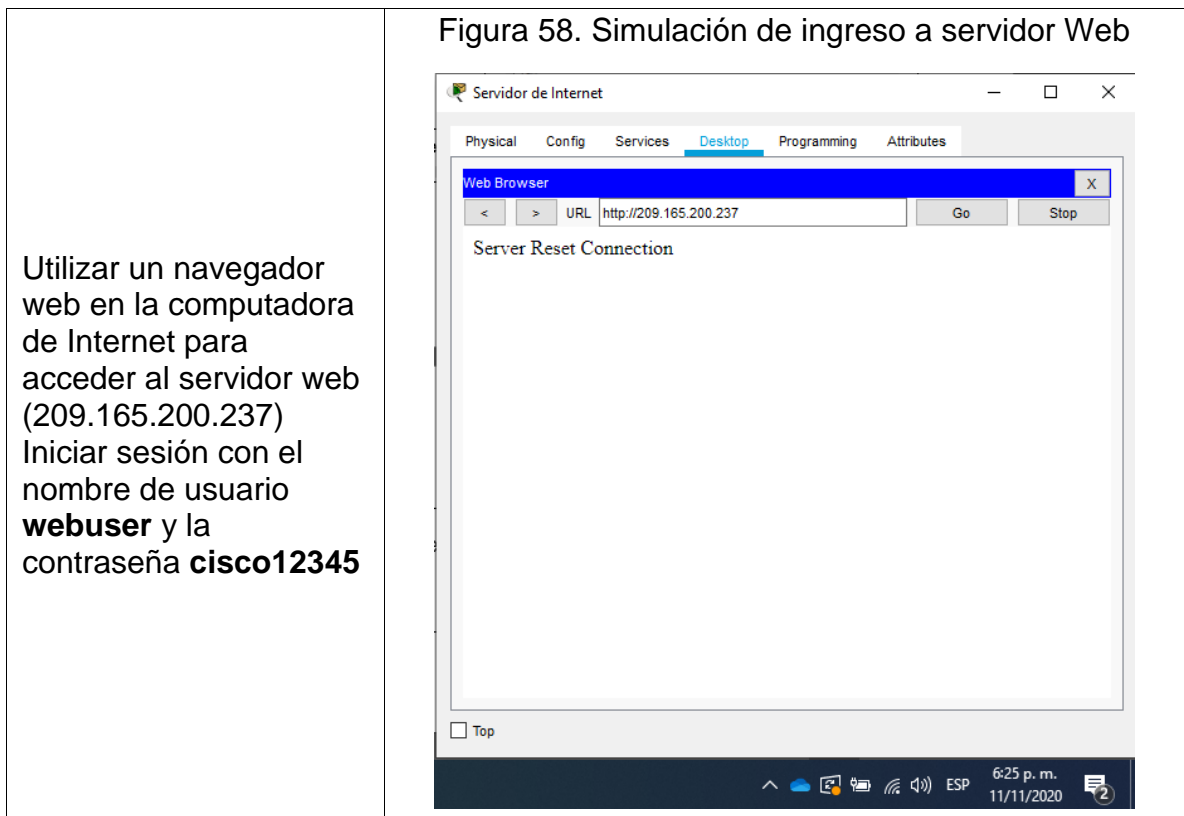 Figura 58. Simulación de ingreso a servidor Web
Utilizar un navegador
web en la computadora
de Internet para
acceder al servidor web
(209.165.200.237)
Iniciar sesión con el
nombre de usuario
webuser y la
contraseña cisco12345
Servidor de Internet
Physical Config Services Desktop Programming Attributes
Web Browser X
< > URL http://209.165.200.237 Go Stop
Server Reset Connection
Top
ESP 6:25 p. m.
11/11/2020 2